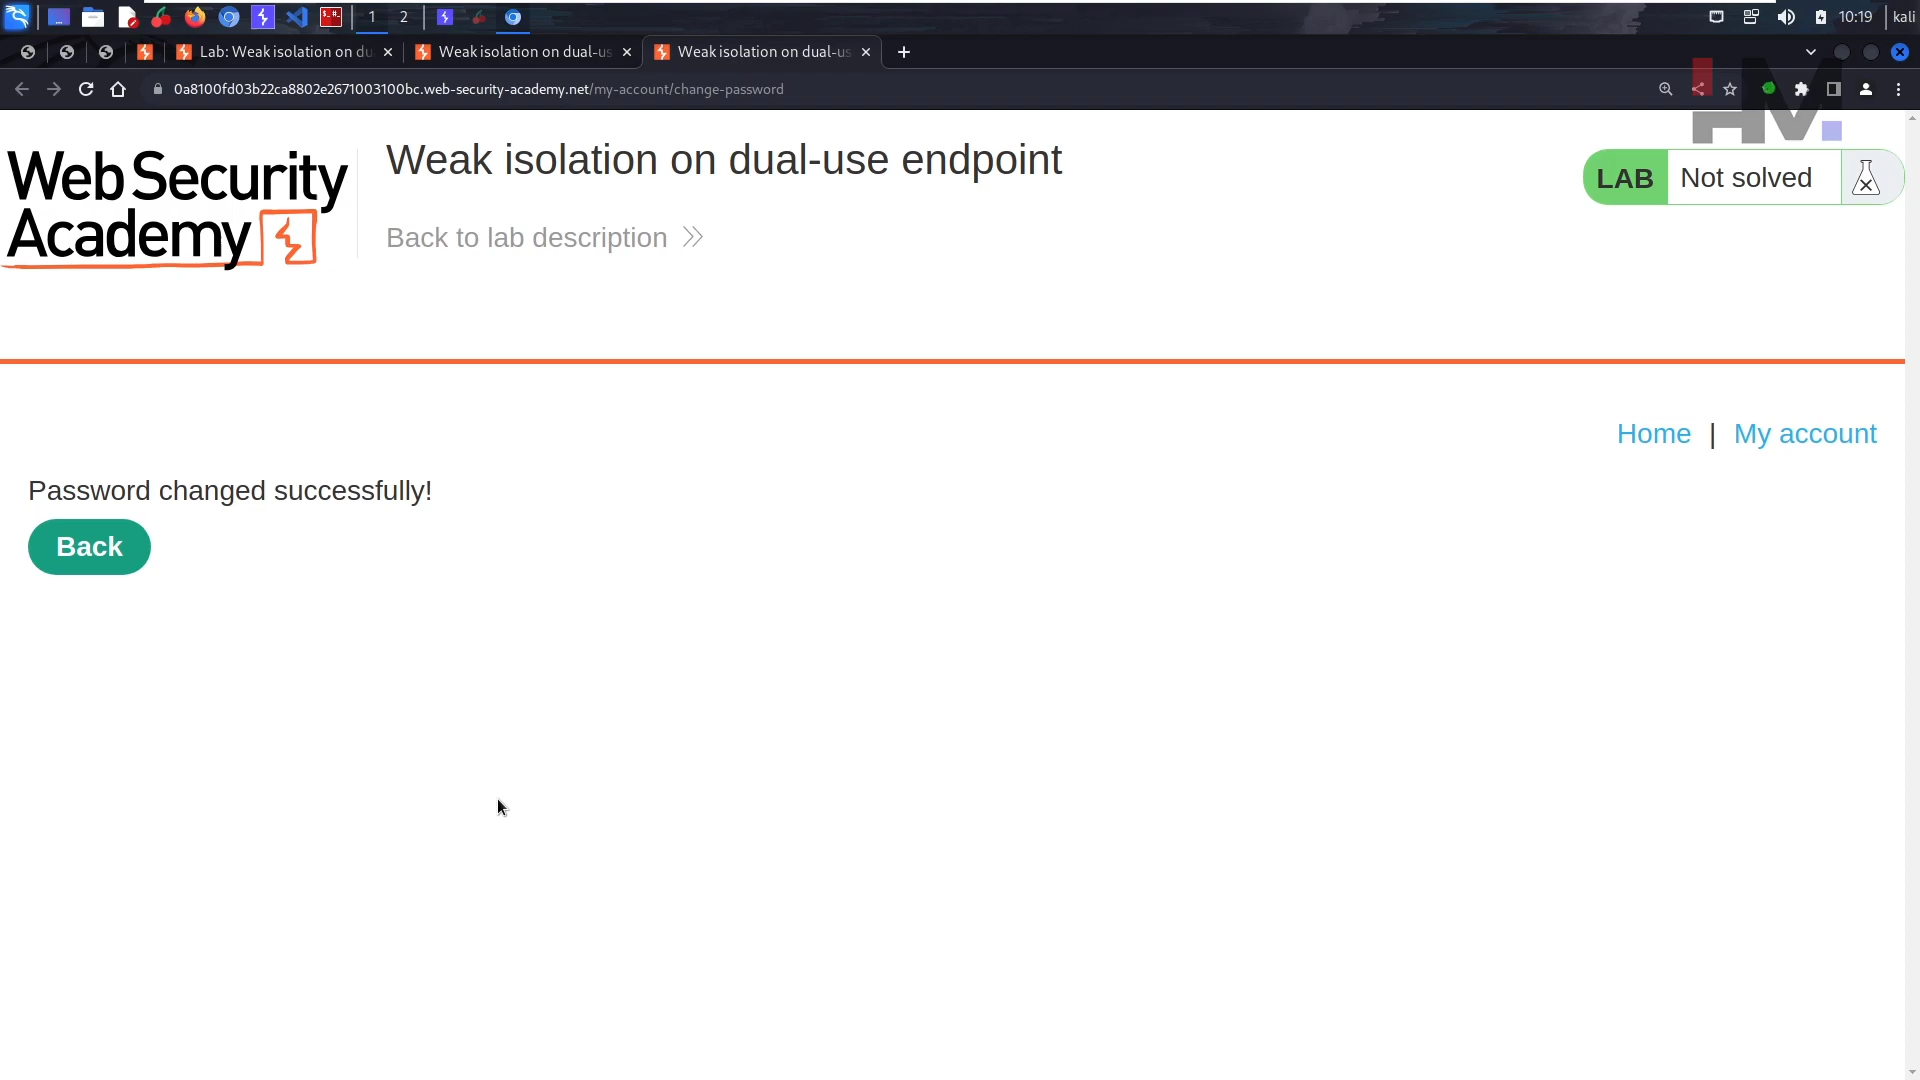 1 2 10:19 kali
Lab: Weak isolation on du Weak isolation on dual-us Weak isolation on dual-us
0a8100fd03b22ca8802e2671003100bc.web-security-academy.net/my-account/change-password
HM
Web Security
Academy
Weak isolation on dual-use endpoint
LAB Not solved
Back to lab description
Home | My account
Password changed successfully!
Back